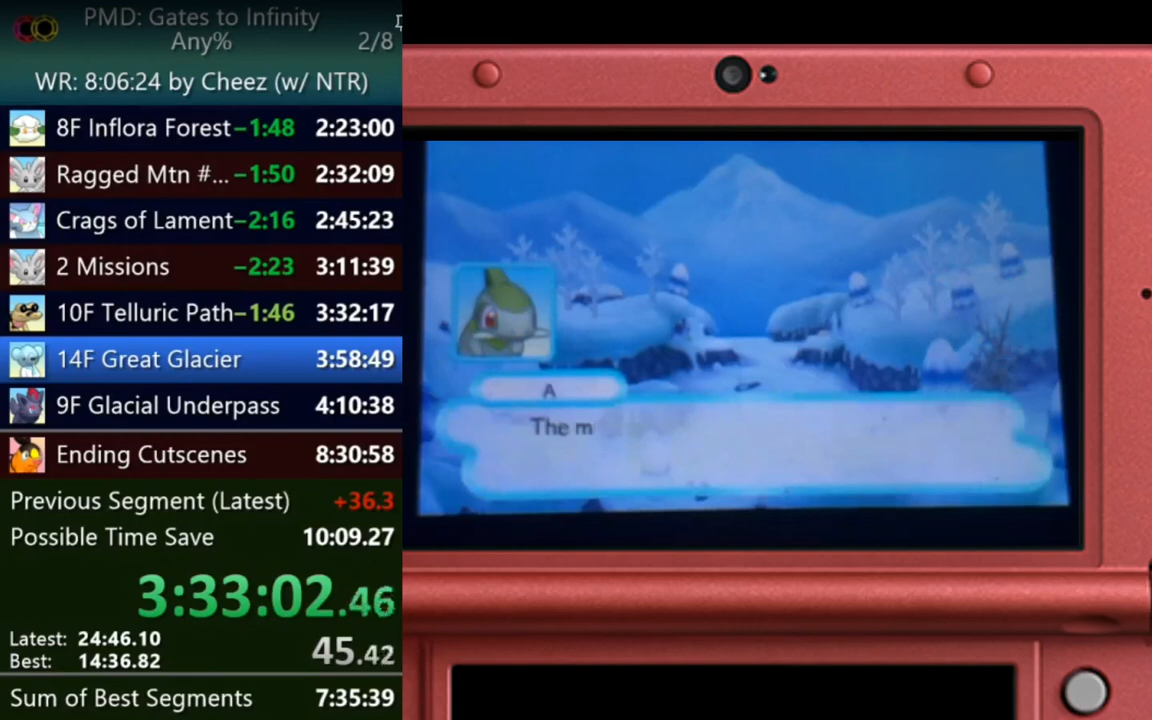 PMD: Gates to Infinity
Any% 2/8
WR: 8:06:24 by Cheez (w/ NTR)
8F Inflora Forest −1:48 2:23:00
Ragged Mtn #... −1:50 2:32:09
Crags of Lament −2:16 2:45:23
2 Missions −2:23 3:11:39
10F Telluric Path −1:46 3:32:17
14F Great Glacier 3:58:49
9F Glacial Underpass 4:10:38
Ending Cutscenes 8:30:58
Previous Segment (Latest) +36.3
Possible Time Save 10:09.27
3:33:02.46
Latest: 24:46.10
Best: 14:36.82
45.42
Sum of Best Segments 7:35:39
A
The m